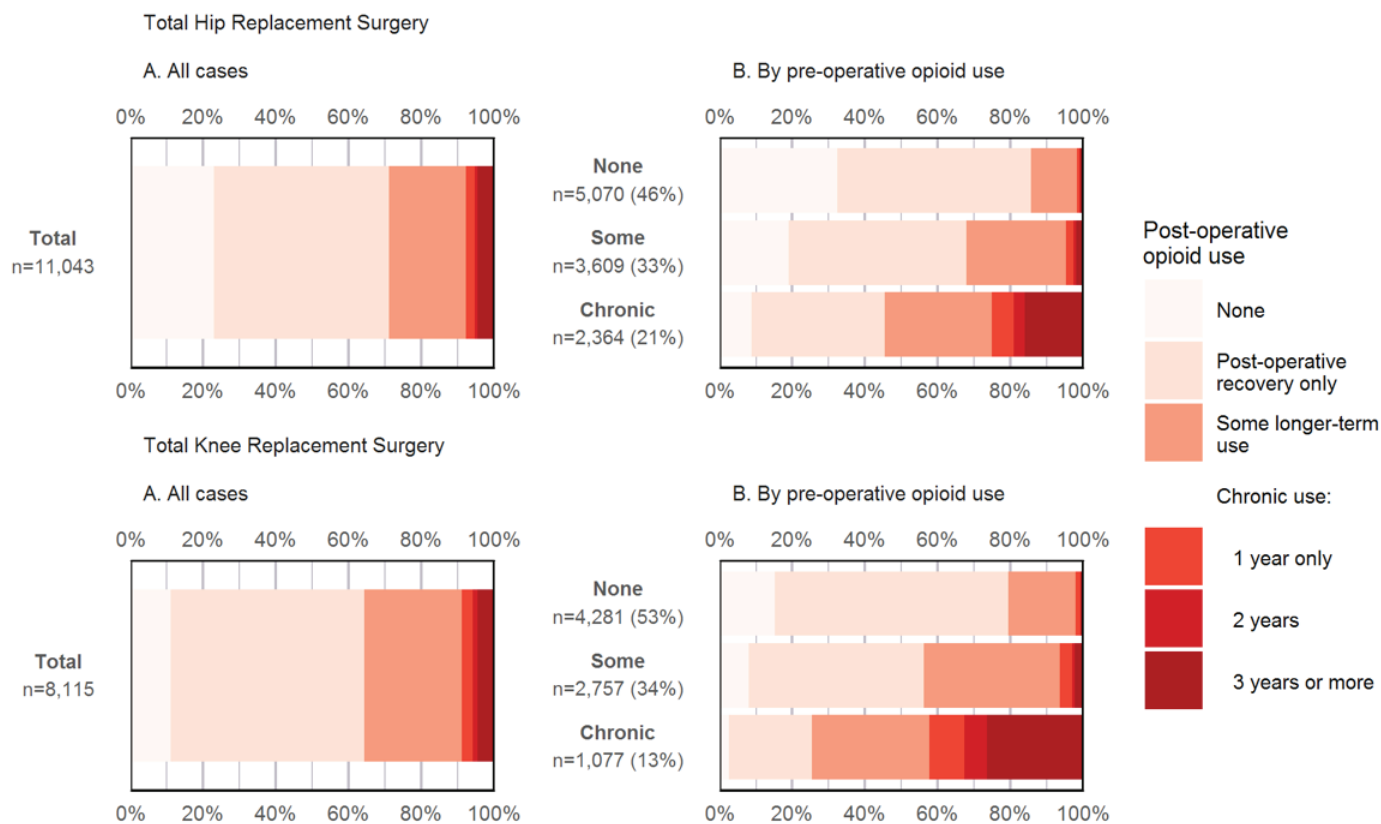 Total Hip Replacement Surgery
A. All cases
B. By pre-operative opioid use
0% 20% 40% 60% 80% 100%
0% 20% 40% 60% 80% 100%
Total
n=11,043
None
n=5,070 (46%)
Some
n=3,609 (33%)
Chronic
n=2,364 (21%)
0% 20% 40% 60% 80% 100%
0% 20% 40% 60% 80% 100%
Total Knee Replacement Surgery
A. All cases
B. By pre-operative opioid use
0% 20% 40% 60% 80% 100%
0% 20% 40% 60% 80% 100%
Total
n=8,115
None
n=4,281 (53%)
Some
n=2,757 (34%)
Chronic
n=1,077 (13%)
0% 20% 40% 60% 80% 100%
0% 20% 40% 60% 80% 100%
Post-operative
opioid use
None
Post-operative
recovery only
Some longer-term
use
Chronic use:
1 year only
2 years
3 years or more